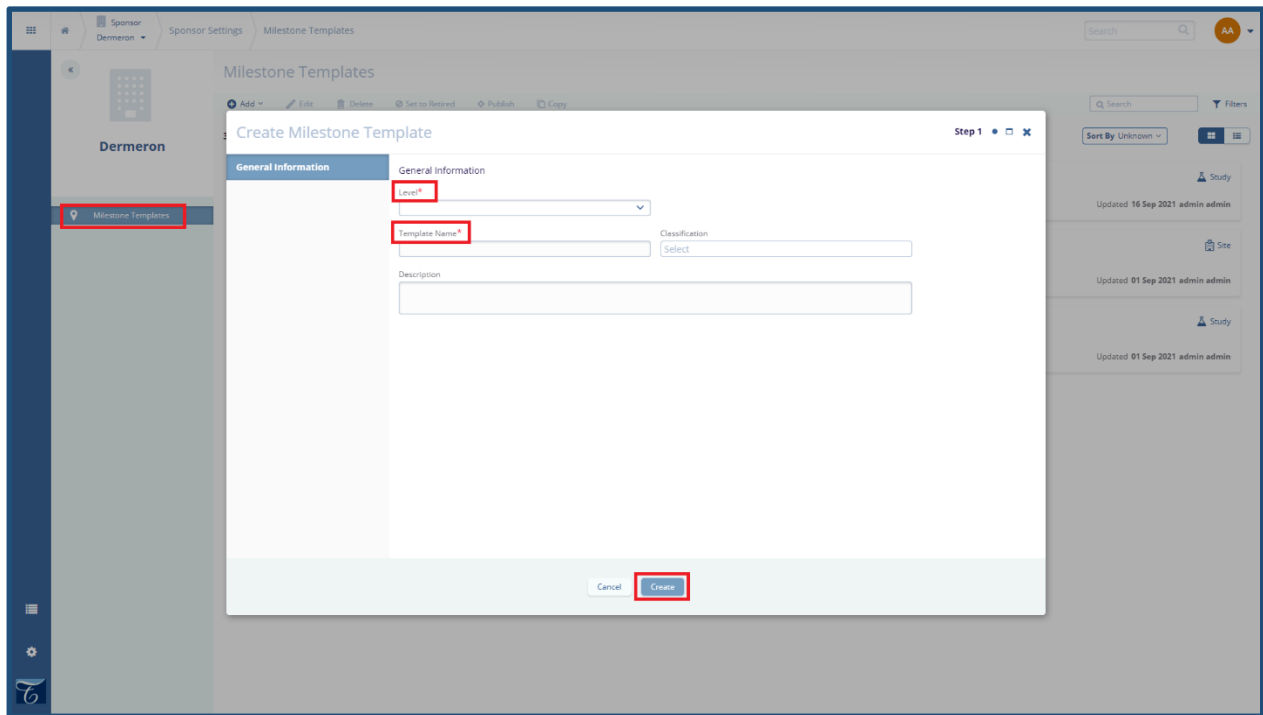 Sponsor
Dermeron
Sponsor Settings
Milestone Templates
Search
AA
Milestone Templates
Add
Edit
Delete
Set to Retired
Publish
Copy
Search
Filters
Dermeron
Create Milestone Template
Step 1
Sort By Unknown
General Information
General Information
Level*
Study
Milestone Templates
Updated 16 Sep 2021 admin admin
Template Name*
Classification
Select
Site
Description
Updated 01 Sep 2021 admin admin
Study
Updated 01 Sep 2021 admin admin
Cancel
Create